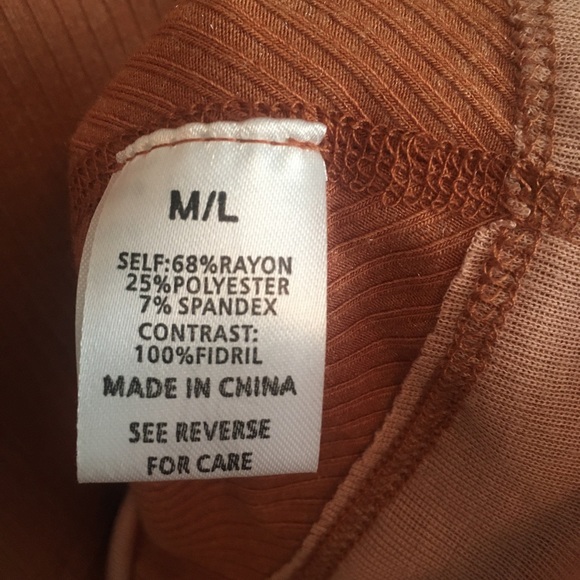 M/L
SELF:68%RAYON
25%POLYESTER
7% SPANDEX
CONTRAST:
100%FIDRIL
MADE IN CHINA
SEE REVERSE
FOR CARE